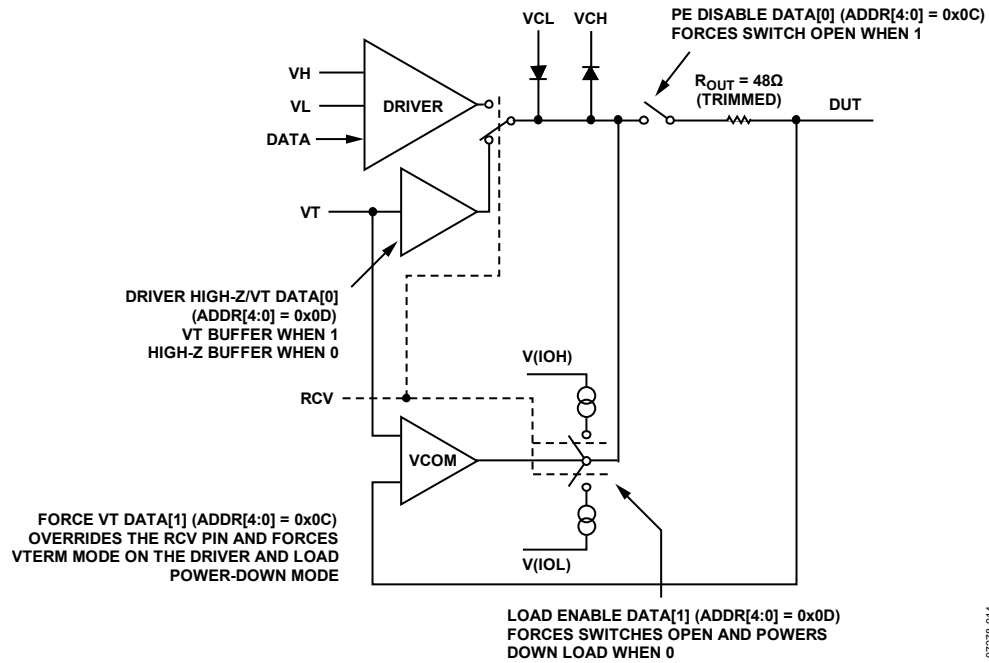 VCL VCH
PE DISABLE DATA[0] (ADDR[4:0] = 0x0C)
FORCES SWITCH OPEN WHEN 1
VH
VL
DATA
DRIVER
ROUT = 48Ω
(TRIMMED)
DUT
VT
DRIVER HIGH-Z/VT DATA[0]
(ADDR[4:0] = 0x0D)
VT BUFFER WHEN 1
HIGH-Z BUFFER WHEN 0
V(IOH)
RCV
VCOM
FORCE VT DATA[1] (ADDR[4:0] = 0x0C)
OVERRIDES THE RCV PIN AND FORCES
VTERM MODE ON THE DRIVER AND LOAD
POWER-DOWN MODE
V(IOL)
LOAD ENABLE DATA[1] (ADDR[4:0] = 0x0D)
FORCES SWITCHES OPEN AND POWERS
DOWN LOAD WHEN 0